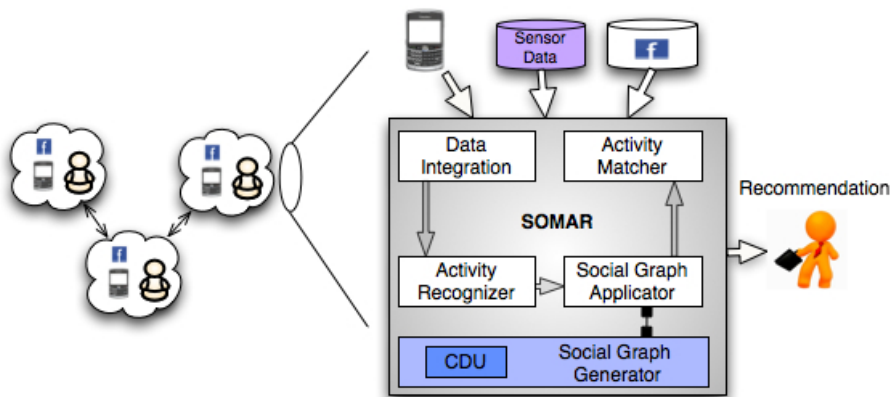 Sensor
Data
f
Data
Integration
Activity
Matcher
f
f
Recommendation
SOMAR
f
Activity
Recognizer
Social Graph
Applicator
CDU
Social Graph
Generator